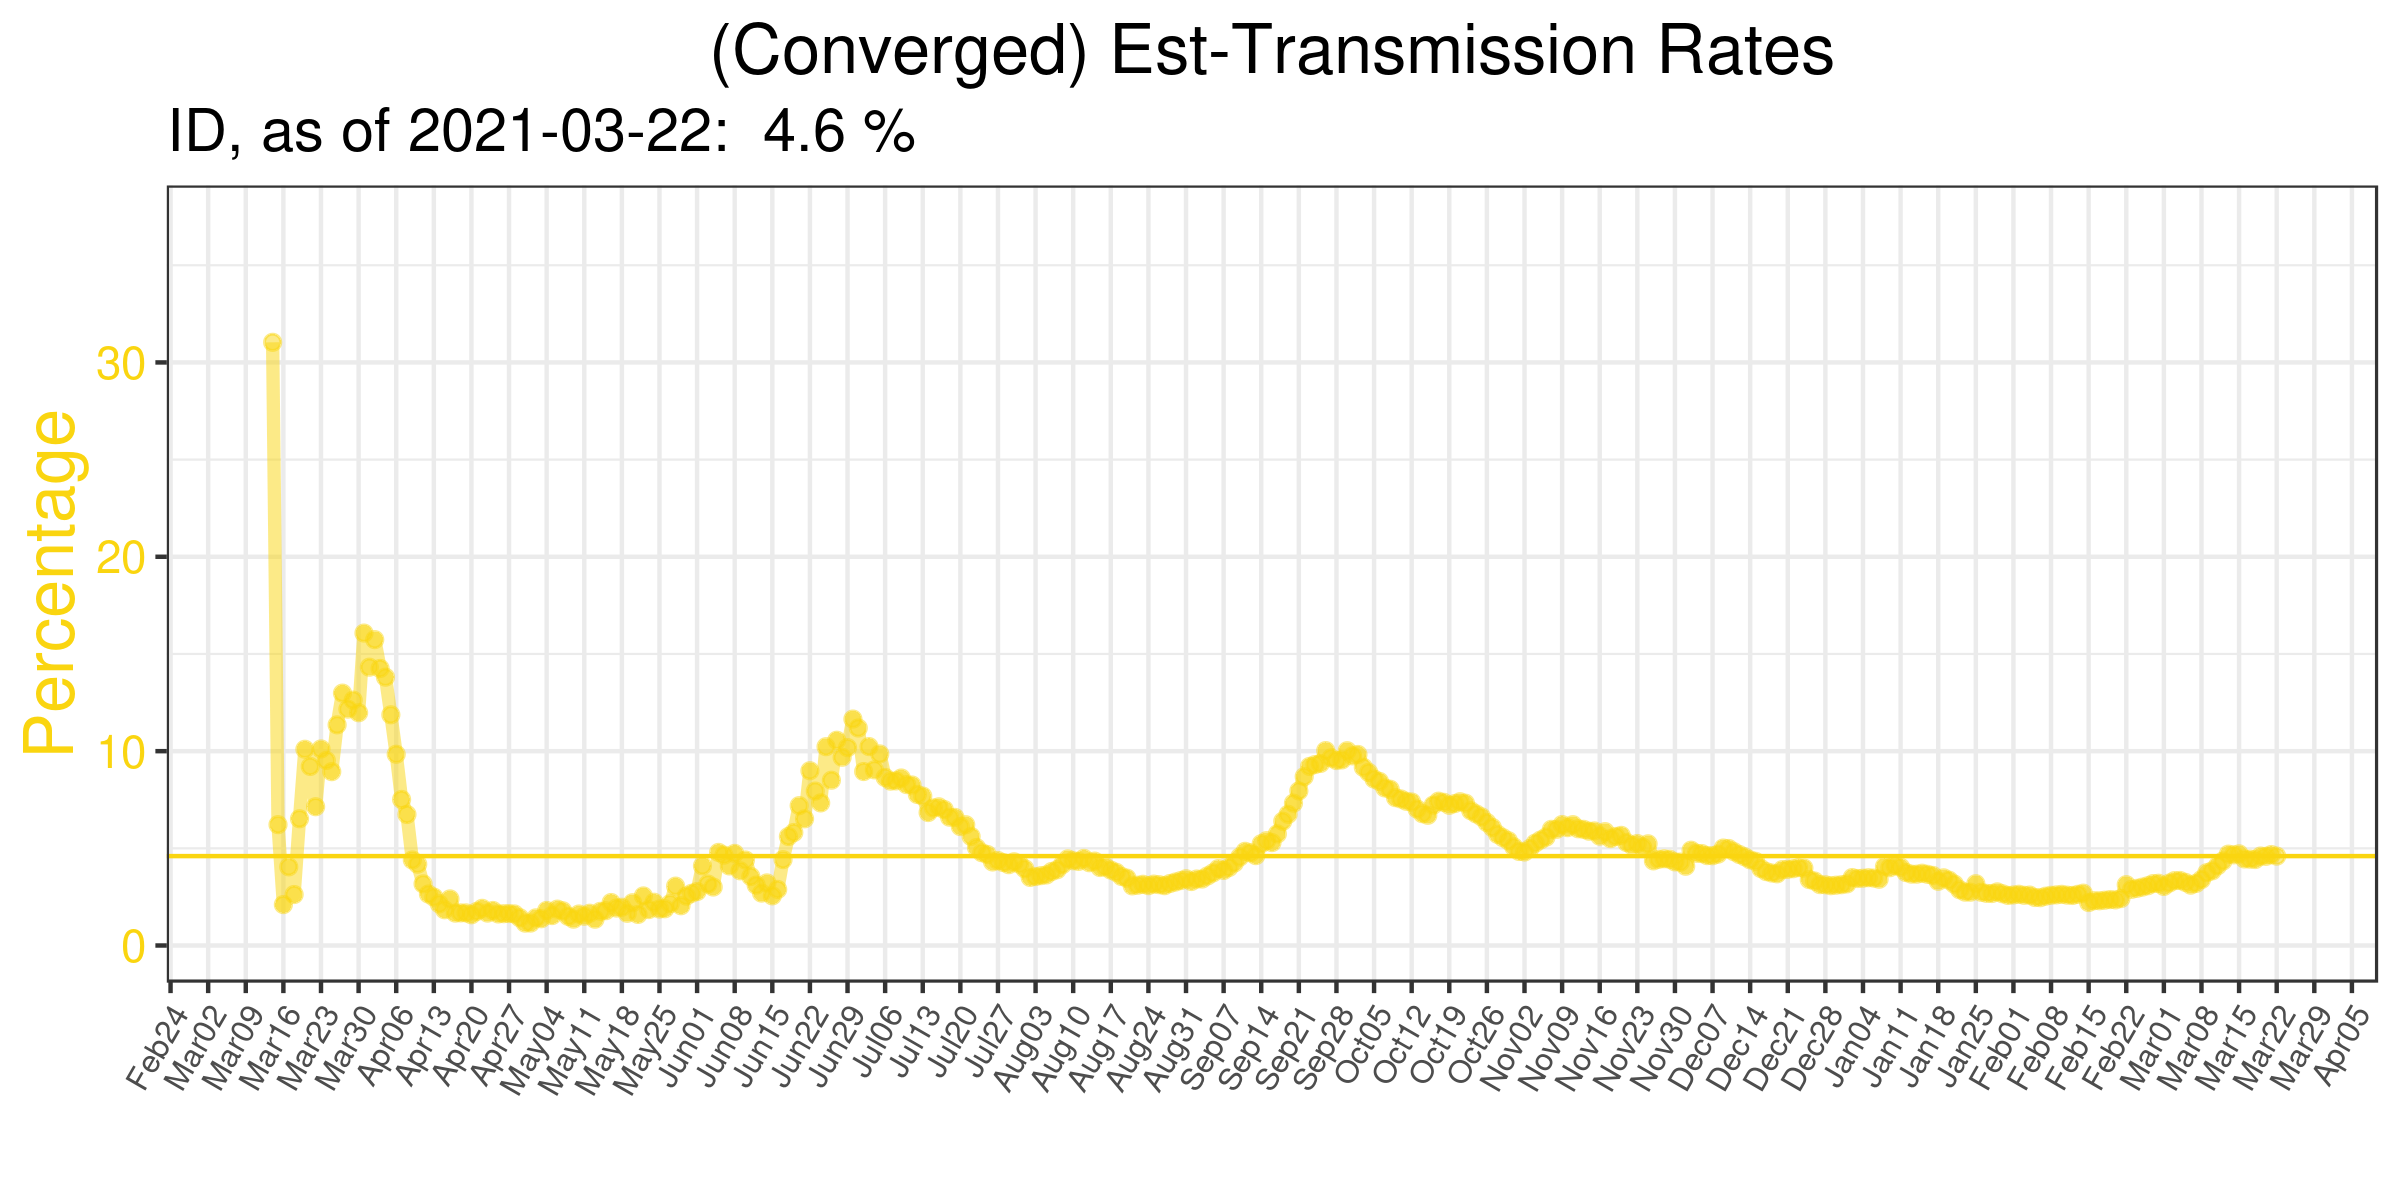 (Converged) Est-Transmission Rates
ID, as of 2021-03-22:  4.6 %
Percentage
30
20
10
0
Feb24
Mar02
Mar09
Mar16
Mar23
Mar30
Apr06
Apr13
Apr20
Apr27
May04
May11
May18
May25
Jun01
Jun08
Jun15
Jun22
Jun29
Jul06
Jul13
Jul20
Jul27
Aug03
Aug10
Aug17
Aug24
Aug31
Sep07
Sep14
Sep21
Sep28
Oct05
Oct12
Oct19
Oct26
Nov02
Nov09
Nov16
Nov23
Nov30
Dec07
Dec14
Dec21
Dec28
Jan04
Jan11
Jan18
Jan25
Feb01
Feb08
Feb15
Feb22
Mar01
Mar08
Mar15
Mar22
Mar29
Apr05